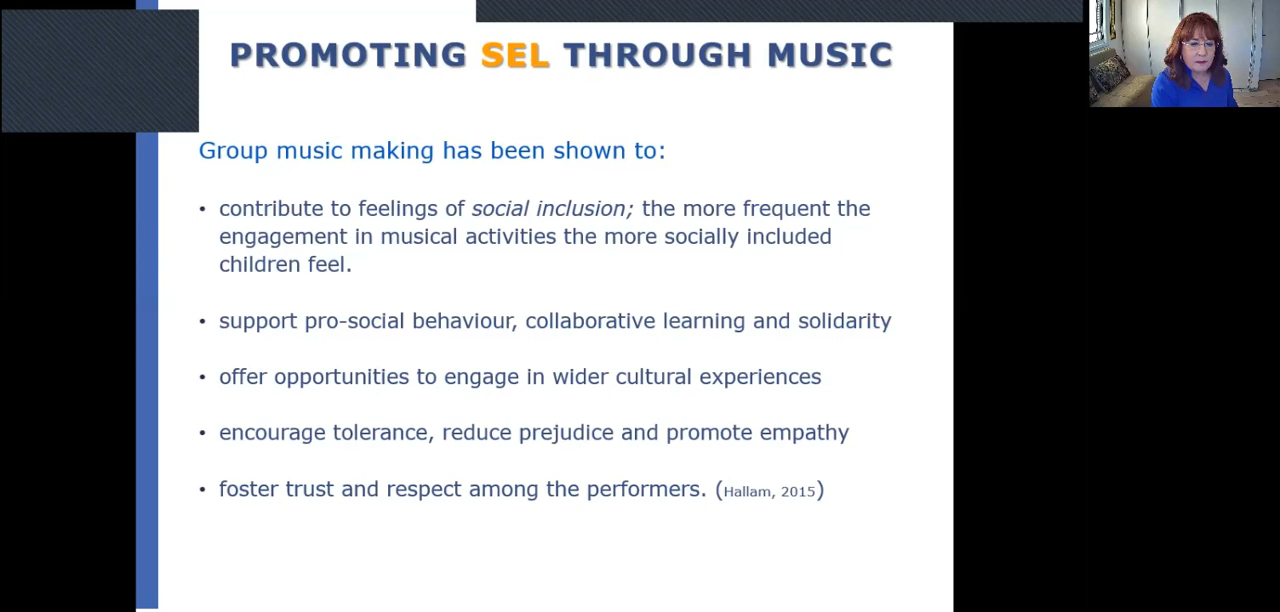 PROMOTING SEL THROUGH MUSIC
Group music making has been shown to:
• contribute to feelings of social inclusion; the more frequent the
engagement in musical activities the more socially included
children feel.
• support pro-social behaviour, collaborative learning and solidarity
• offer opportunities to engage in wider cultural experiences
• encourage tolerance, reduce prejudice and promote empathy
• foster trust and respect among the performers. (Hallam, 2015)